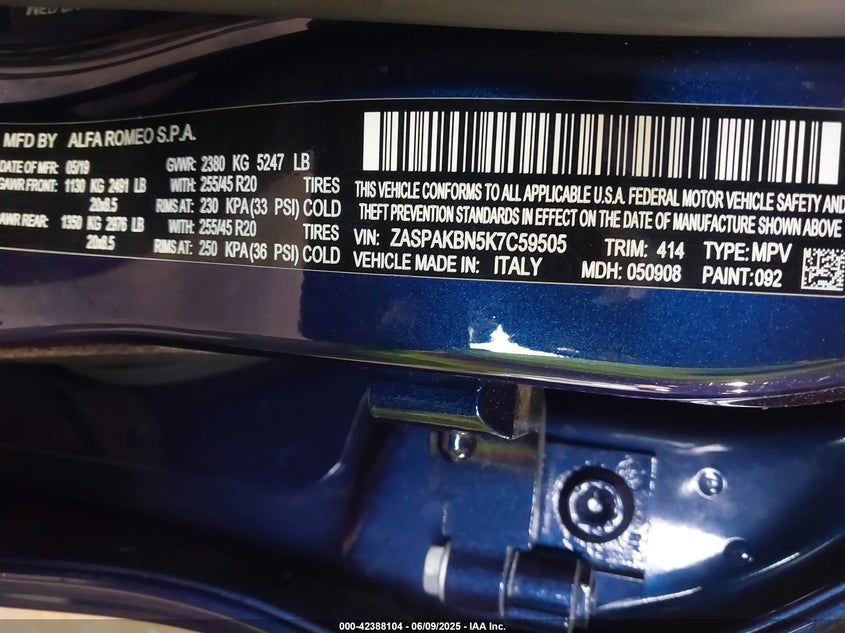 MFD BY ALFA ROMEO S.P.A.
DATE OF MFR: 05/19 GVWR: 2380 KG 5247 LB
GAWR FRONT: 1130 KG 2491 LB WITH: 255/45 R20 TIRES
20x8.5 RIMS AT: 230 KPA(33 PSI) COLD
AWR REAR: 1350 KG 2976 LB WITH: 255/45 R20 TIRES
20x8.5 RIMS AT: 250 KPA(36 PSI) COLD
THIS VEHICLE CONFORMS TO ALL APPLICABLE U.S.A. FEDERAL MOTOR VEHICLE SAFETY AND
THEFT PREVENTION STANDARDS IN EFFECT ON THE DATE OF MANUFACTURE SHOWN ABOVE
VIN: ZASPAKBN5K7C59505 TRIM: 414 TYPE: MPV
VEHICLE MADE IN: ITALY MDH: 050908 PAINT: 092
000-42388104 - 06/09/2025 - IAA Inc.